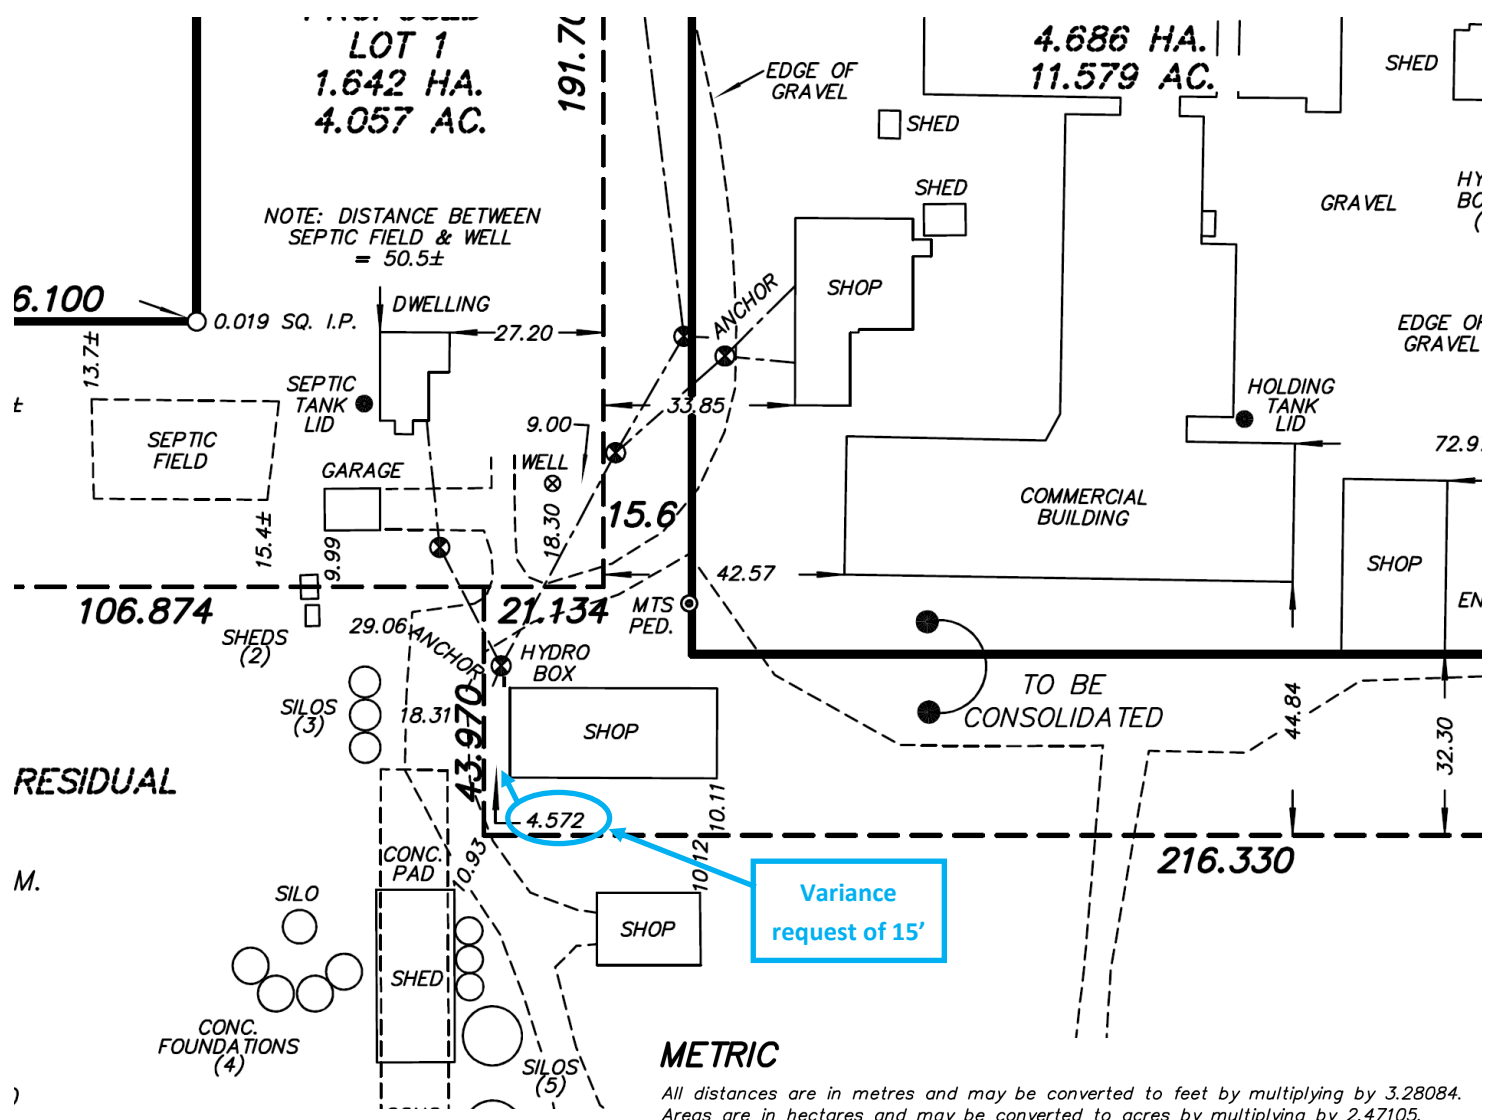 LOT 1
1.642 HA.
4.057 AC.
191.70
EDGE OF
GRAVEL
4.686 HA.
11.579 AC.
SHED
SHED
SHED
GRAVEL
NOTE: DISTANCE BETWEEN
SEPTIC FIELD & WELL
= 50.5±
6.100
0.019 SQ. I.P.
DWELLING
27.20
ANCHOR
SHOP
EDGE OF
GRAVEL
13.7±
±
SEPTIC
TANK
LID
33.85
HOLDING
TANK
LID
9.00
72.9
SEPTIC
FIELD
GARAGE
WELL
COMMERCIAL
BUILDING
15.6
18.30
15.4±
9.99
42.57
SHOP
106.874
21.134
MTS
PED.
EN
SHEDS
(2)
29.06
ANCHOR
HYDRO
BOX
SILOS
(3)
18.31
43.970
SHOP
TO BE
CONSOLIDATED
44.84
32.30
RESIDUAL
4.572
10.11
216.330
CONC.
PAD
10.93
10.12
M.
SILO
Variance
request of 15’
SHOP
SHED
CONC.
FOUNDATIONS
(4)
SILOS
(5)
METRIC
All distances are in metres and may be converted to feet by multiplying by 3.28084.
Areas are in hectares and may be converted to acres by multiplying by 2.47105.